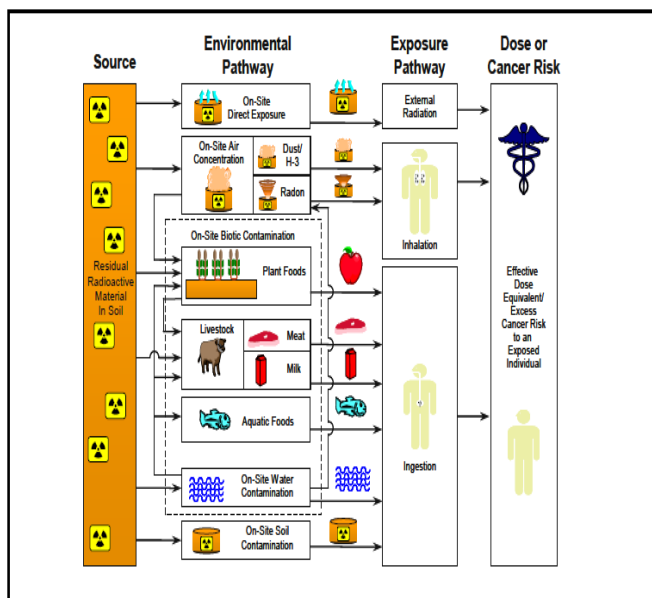 Source
Environmental
Pathway
Exposure
Pathway
Dose or
Cancer Risk
Residual
Radioactive
Material
In Soil
On-Site
Direct Exposure
On-Site Air
Concentration
Dust/
H-3
Radon
On-Site Biotic Contamination
Plant Foods
Livestock
Meat
Milk
Aquatic Foods
On-Site Water
Contamination
On-Site Soil
Contamination
External
Radiation
Inhalation
Ingestion
Effective
Dose
Equivalent/
Excess
Cancer Risk
to an
Exposed
Individual